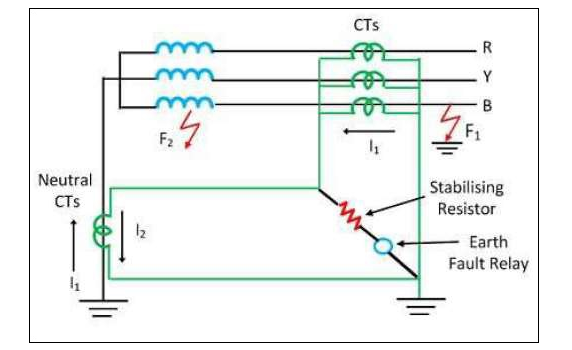 CTs
R
Y
B
F2
F1
I1
Neutral
CTs
I2
I1
Stabilising
Resistor
Earth
Fault Relay